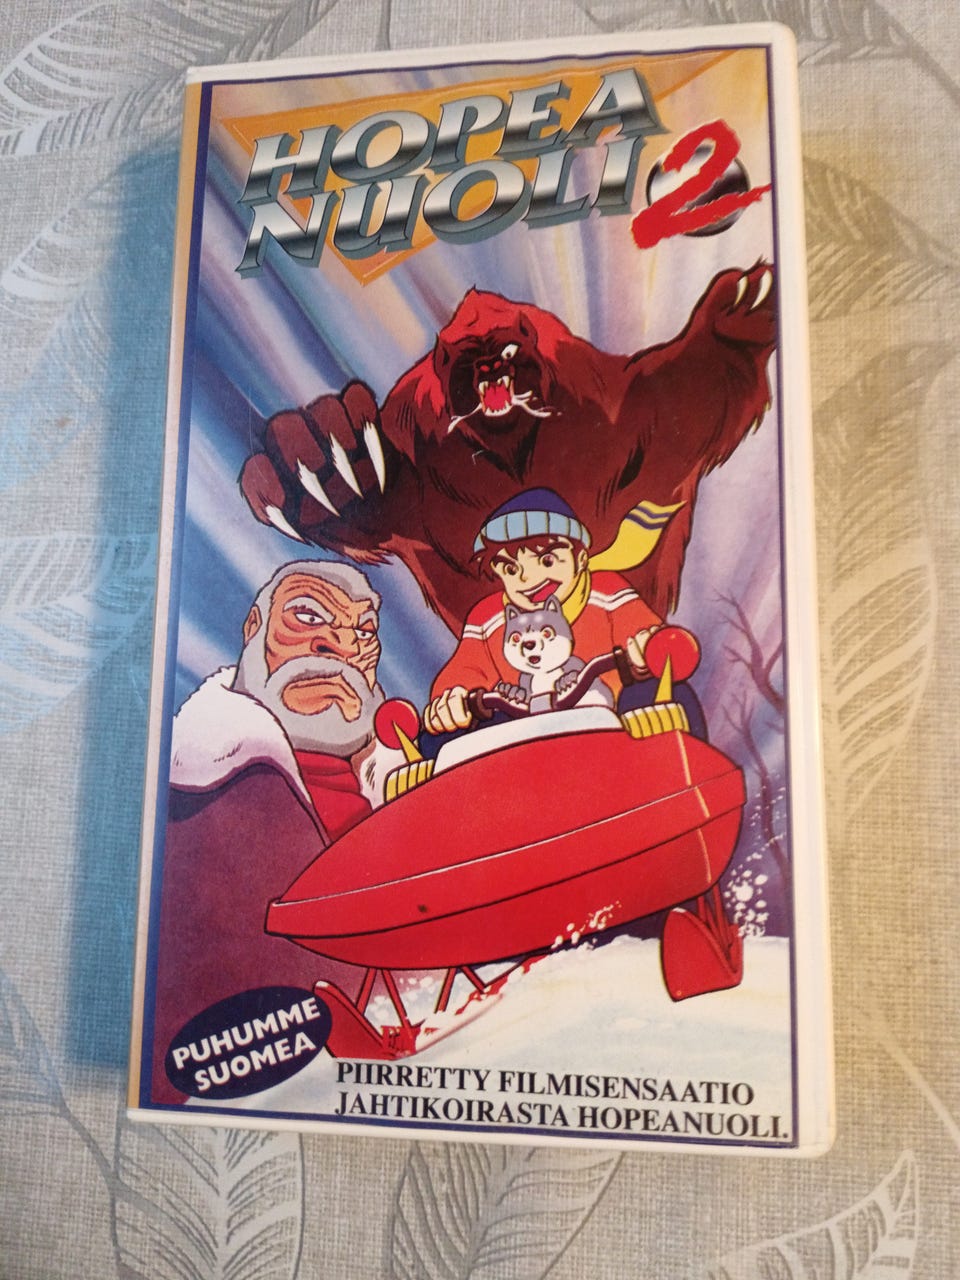 HOPEA
NUOLI 2
PUHUMME
SUOMEA
PIIRRETTY FILMISENSAATIO
JAHTIKOIRASTA HOPEANUOLI.